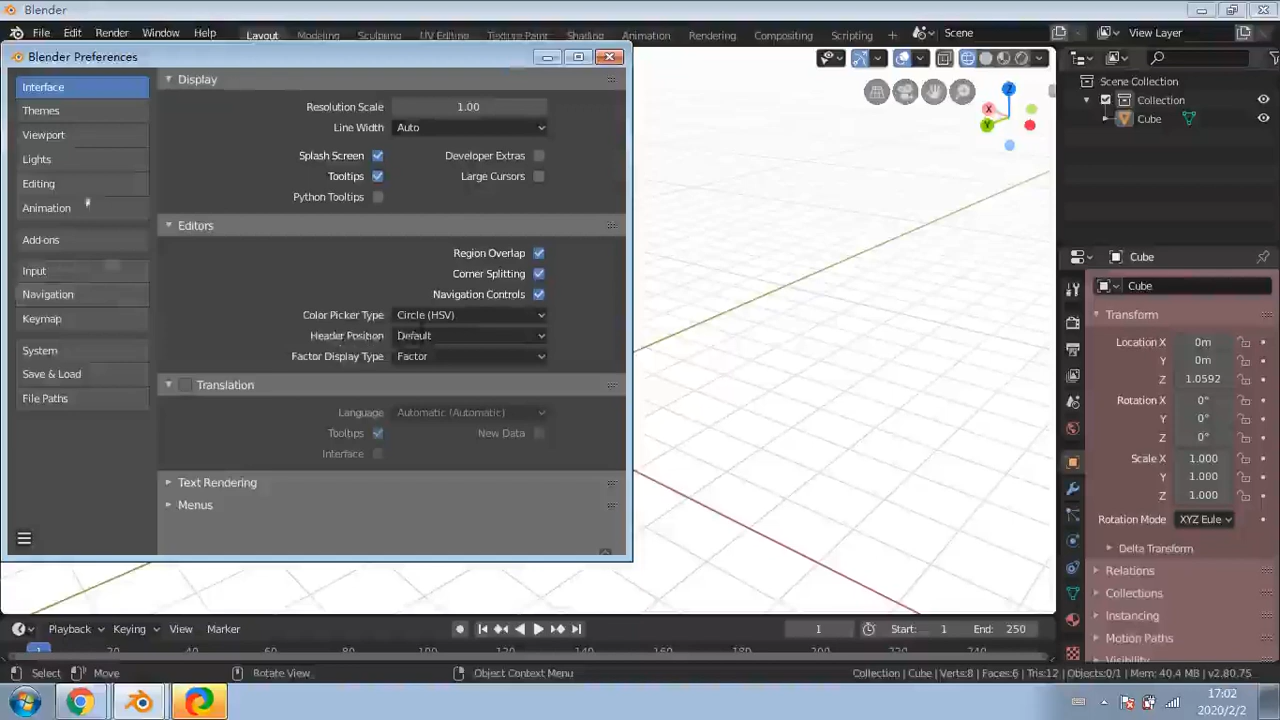 Blender
File Edit Render Window Help Layout Modeling Sculpting UV Editing Texture Paint Shading Animation Rendering Compositing Scripting Scene View Layer
Blender Preferences
Interface
Themes
Viewport
Lights
Editing
Animation
Add-ons
Input
Navigation
Keymap
System
Save & Load
File Paths
Display
Resolution Scale 1.00
Line Width Auto
Splash Screen Developer Extras
Tooltips Large Cursors
Python Tooltips
Editors
Region Overlap
Corner Splitting
Navigation Controls
Color Picker Type Circle (HSV)
Header Position Default
Factor Display Type Factor
Translation
Language Automatic (Automatic)
Tooltips New Data
Interface
Text Rendering
Menus
Z
X
Y
Scene Collection
Collection
Cube
Cube
Cube
Transform
Location X 0m
Y 0m
Z 1.0592
Rotation X 0°
Y 0°
Z 0°
Scale X 1.000
Y 1.000
Z 1.000
Rotation Mode XYZ Eule
Delta Transform
Relations
Collections
Instancing
Motion Paths
Visibility
Playback Keying View Marker 1 Start: 1 End: 250
1 20 40 60 80 100 120 140 160 180 200 220 240
Select Move Rotate View Object Context Menu Collection | Cube | Verts:8 | Faces:6 | Tris:12 | Objects:0/1 | Mem: 40.4 MB | v2.80.75
17:02
2020/2/2